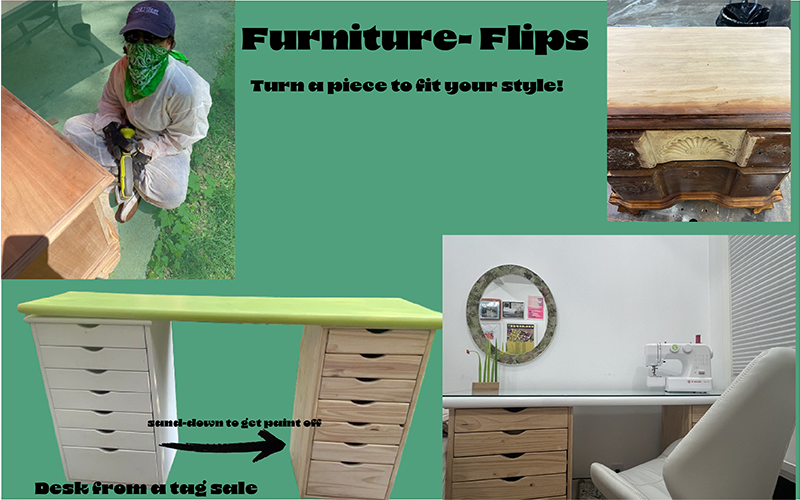 Furniture- Flips
Turn a piece to fit your style!
sand-down to get paint off
Desk from a tag sale